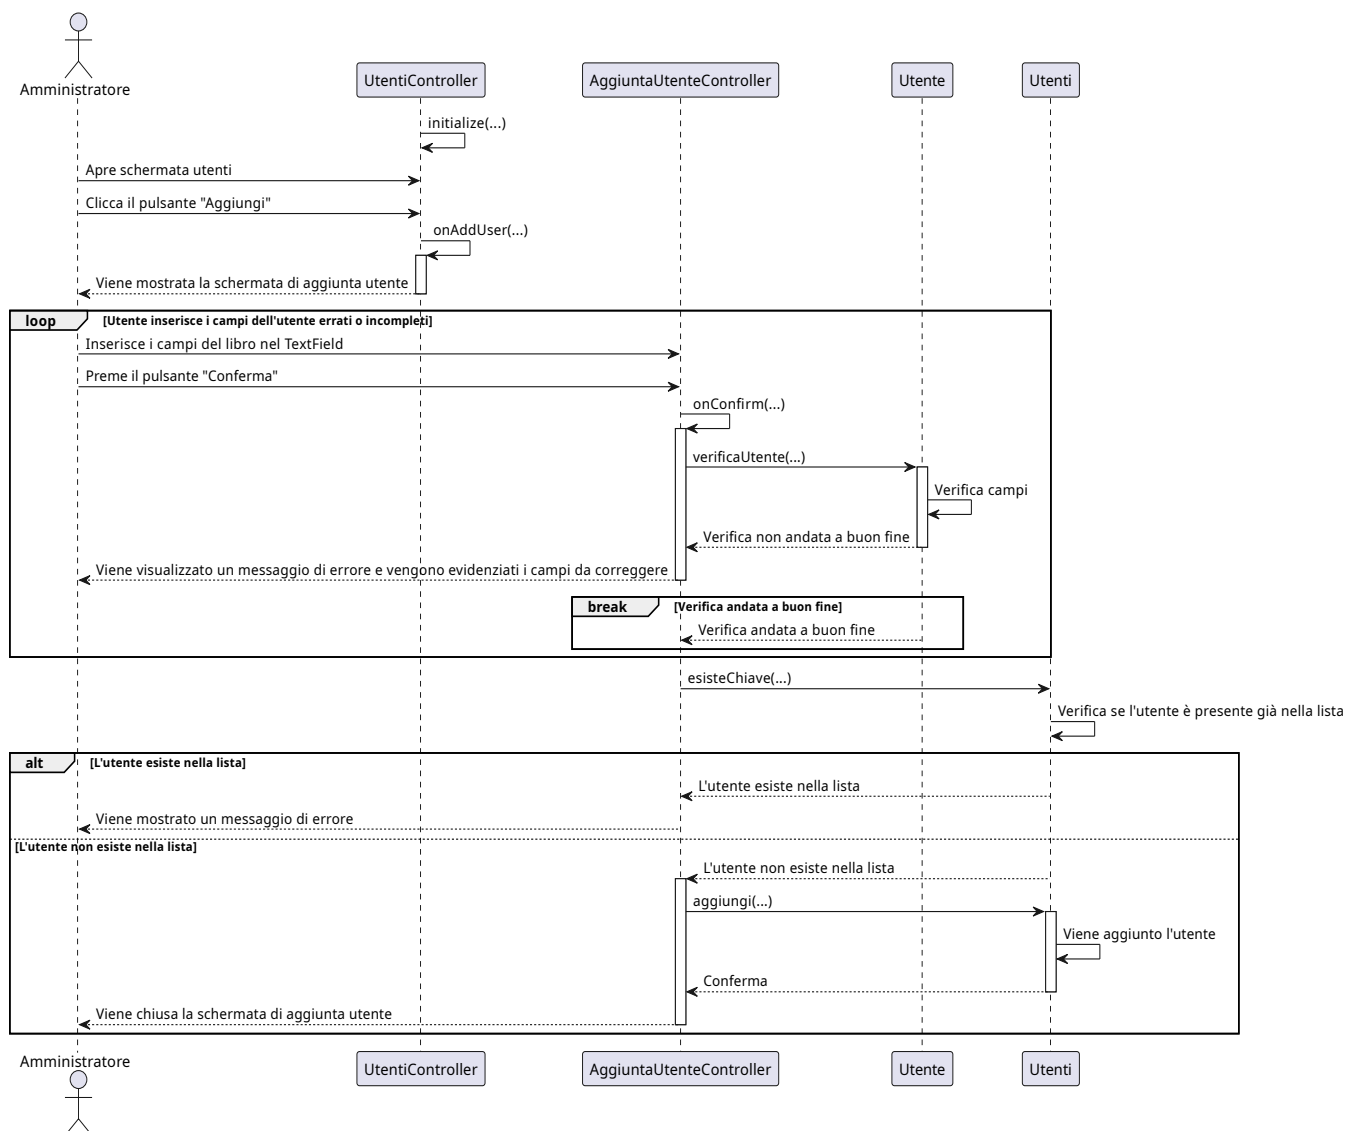 Amministratore
UtentiController
AggiuntaUtenteController
Utente
Utenti
initialize(...)
Apre schermata utenti
Clicca il pulsante "Aggiungi"
onAddUser(...)
Viene mostrata la schermata di aggiunta utente
loop [Utente inserisce i campi dell'utente errati o incompleti]
Inserisce i campi del libro nel TextField
Preme il pulsante "Conferma"
onConfirm(...)
verificaUtente(...)
Verifica campi
Verifica non andata a buon fine
Viene visualizzato un messaggio di errore e vengono evidenziati i campi da correggere
break [Verifica andata a buon fine]
Verifica andata a buon fine
esisteChiave(...)
Verifica se l'utente è presente già nella lista
alt [L'utente esiste nella lista]
L'utente esiste nella lista
Viene mostrato un messaggio di errore
[L'utente non esiste nella lista]
L'utente non esiste nella lista
aggiungi(...)
Viene aggiunto l'utente
Conferma
Viene chiusa la schermata di aggiunta utente
Amministratore
UtentiController
AggiuntaUtenteController
Utente
Utenti